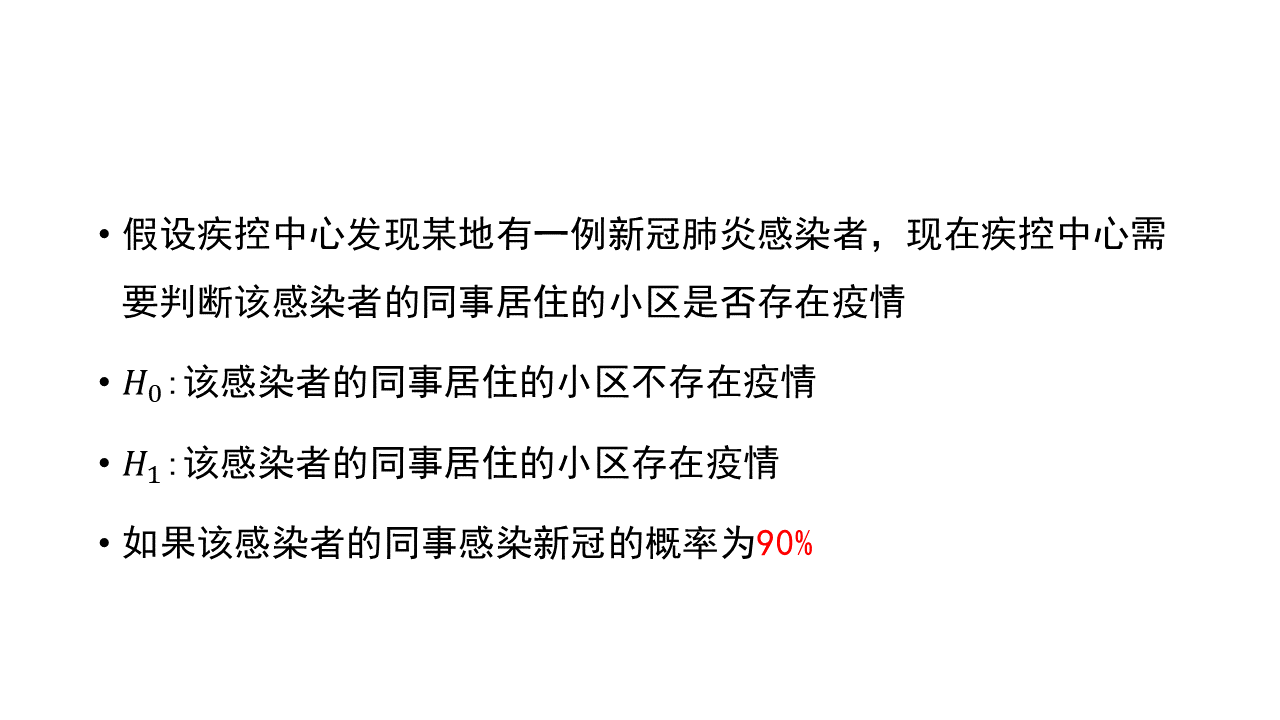 • 假设疾控中心发现某地有一例新冠肺炎感染者，现在疾控中心需
要判断该感染者的同事居住的小区是否存在疫情
• H₀:该感染者的同事居住的小区不存在疫情
• H₁:该感染者的同事居住的小区存在疫情
• 如果该感染者的同事感染新冠的概率为90%